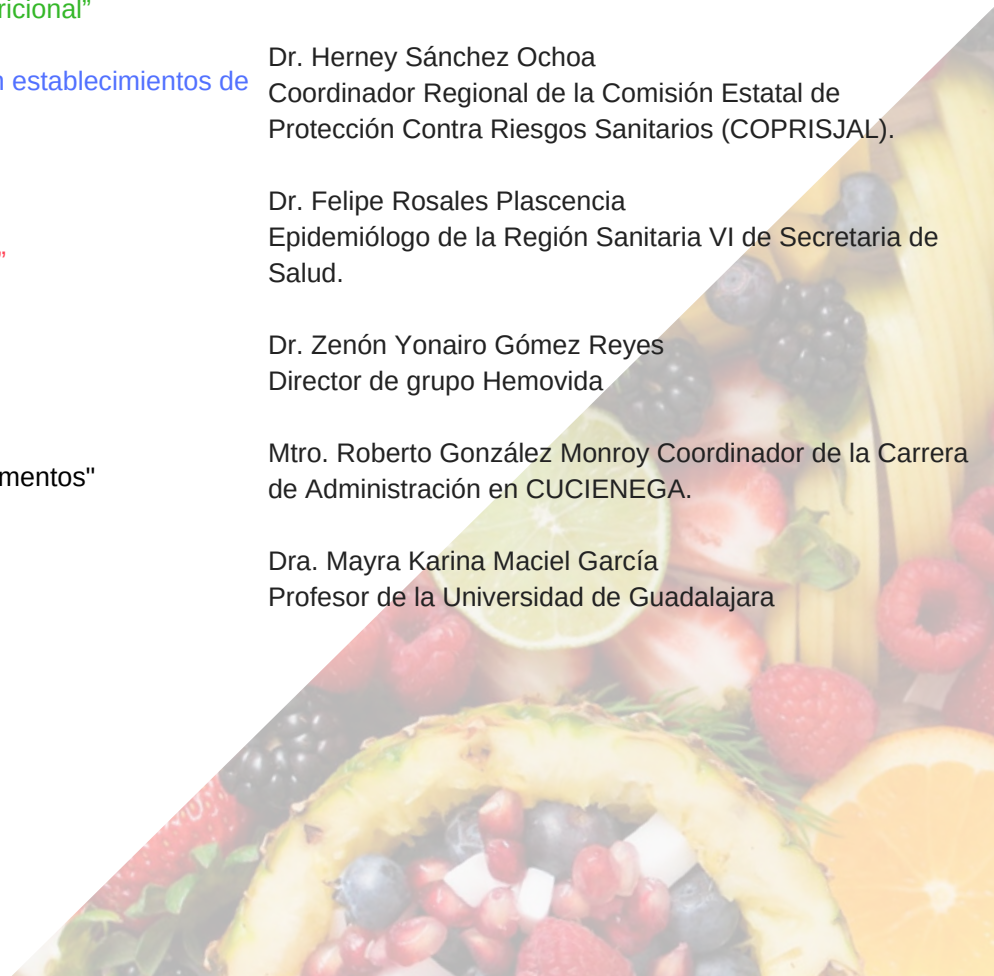 ricional”
establecimientos de
”
mentos"
Dr. Herney Sánchez Ochoa
Coordinador Regional de la Comisión Estatal de
Protección Contra Riesgos Sanitarios (COPRISJAL).
Dr. Felipe Rosales Plascencia
Epidemiólogo de la Región Sanitaria VI de Secretaria de
Salud.
Dr. Zenón Yonairo Gómez Reyes
Director de grupo Hemovida
Mtro. Roberto González Monroy Coordinador de la Carrera
de Administración en CUCIENEGA.
Dra. Mayra Karina Maciel García
Profesor de la Universidad de Guadalajara